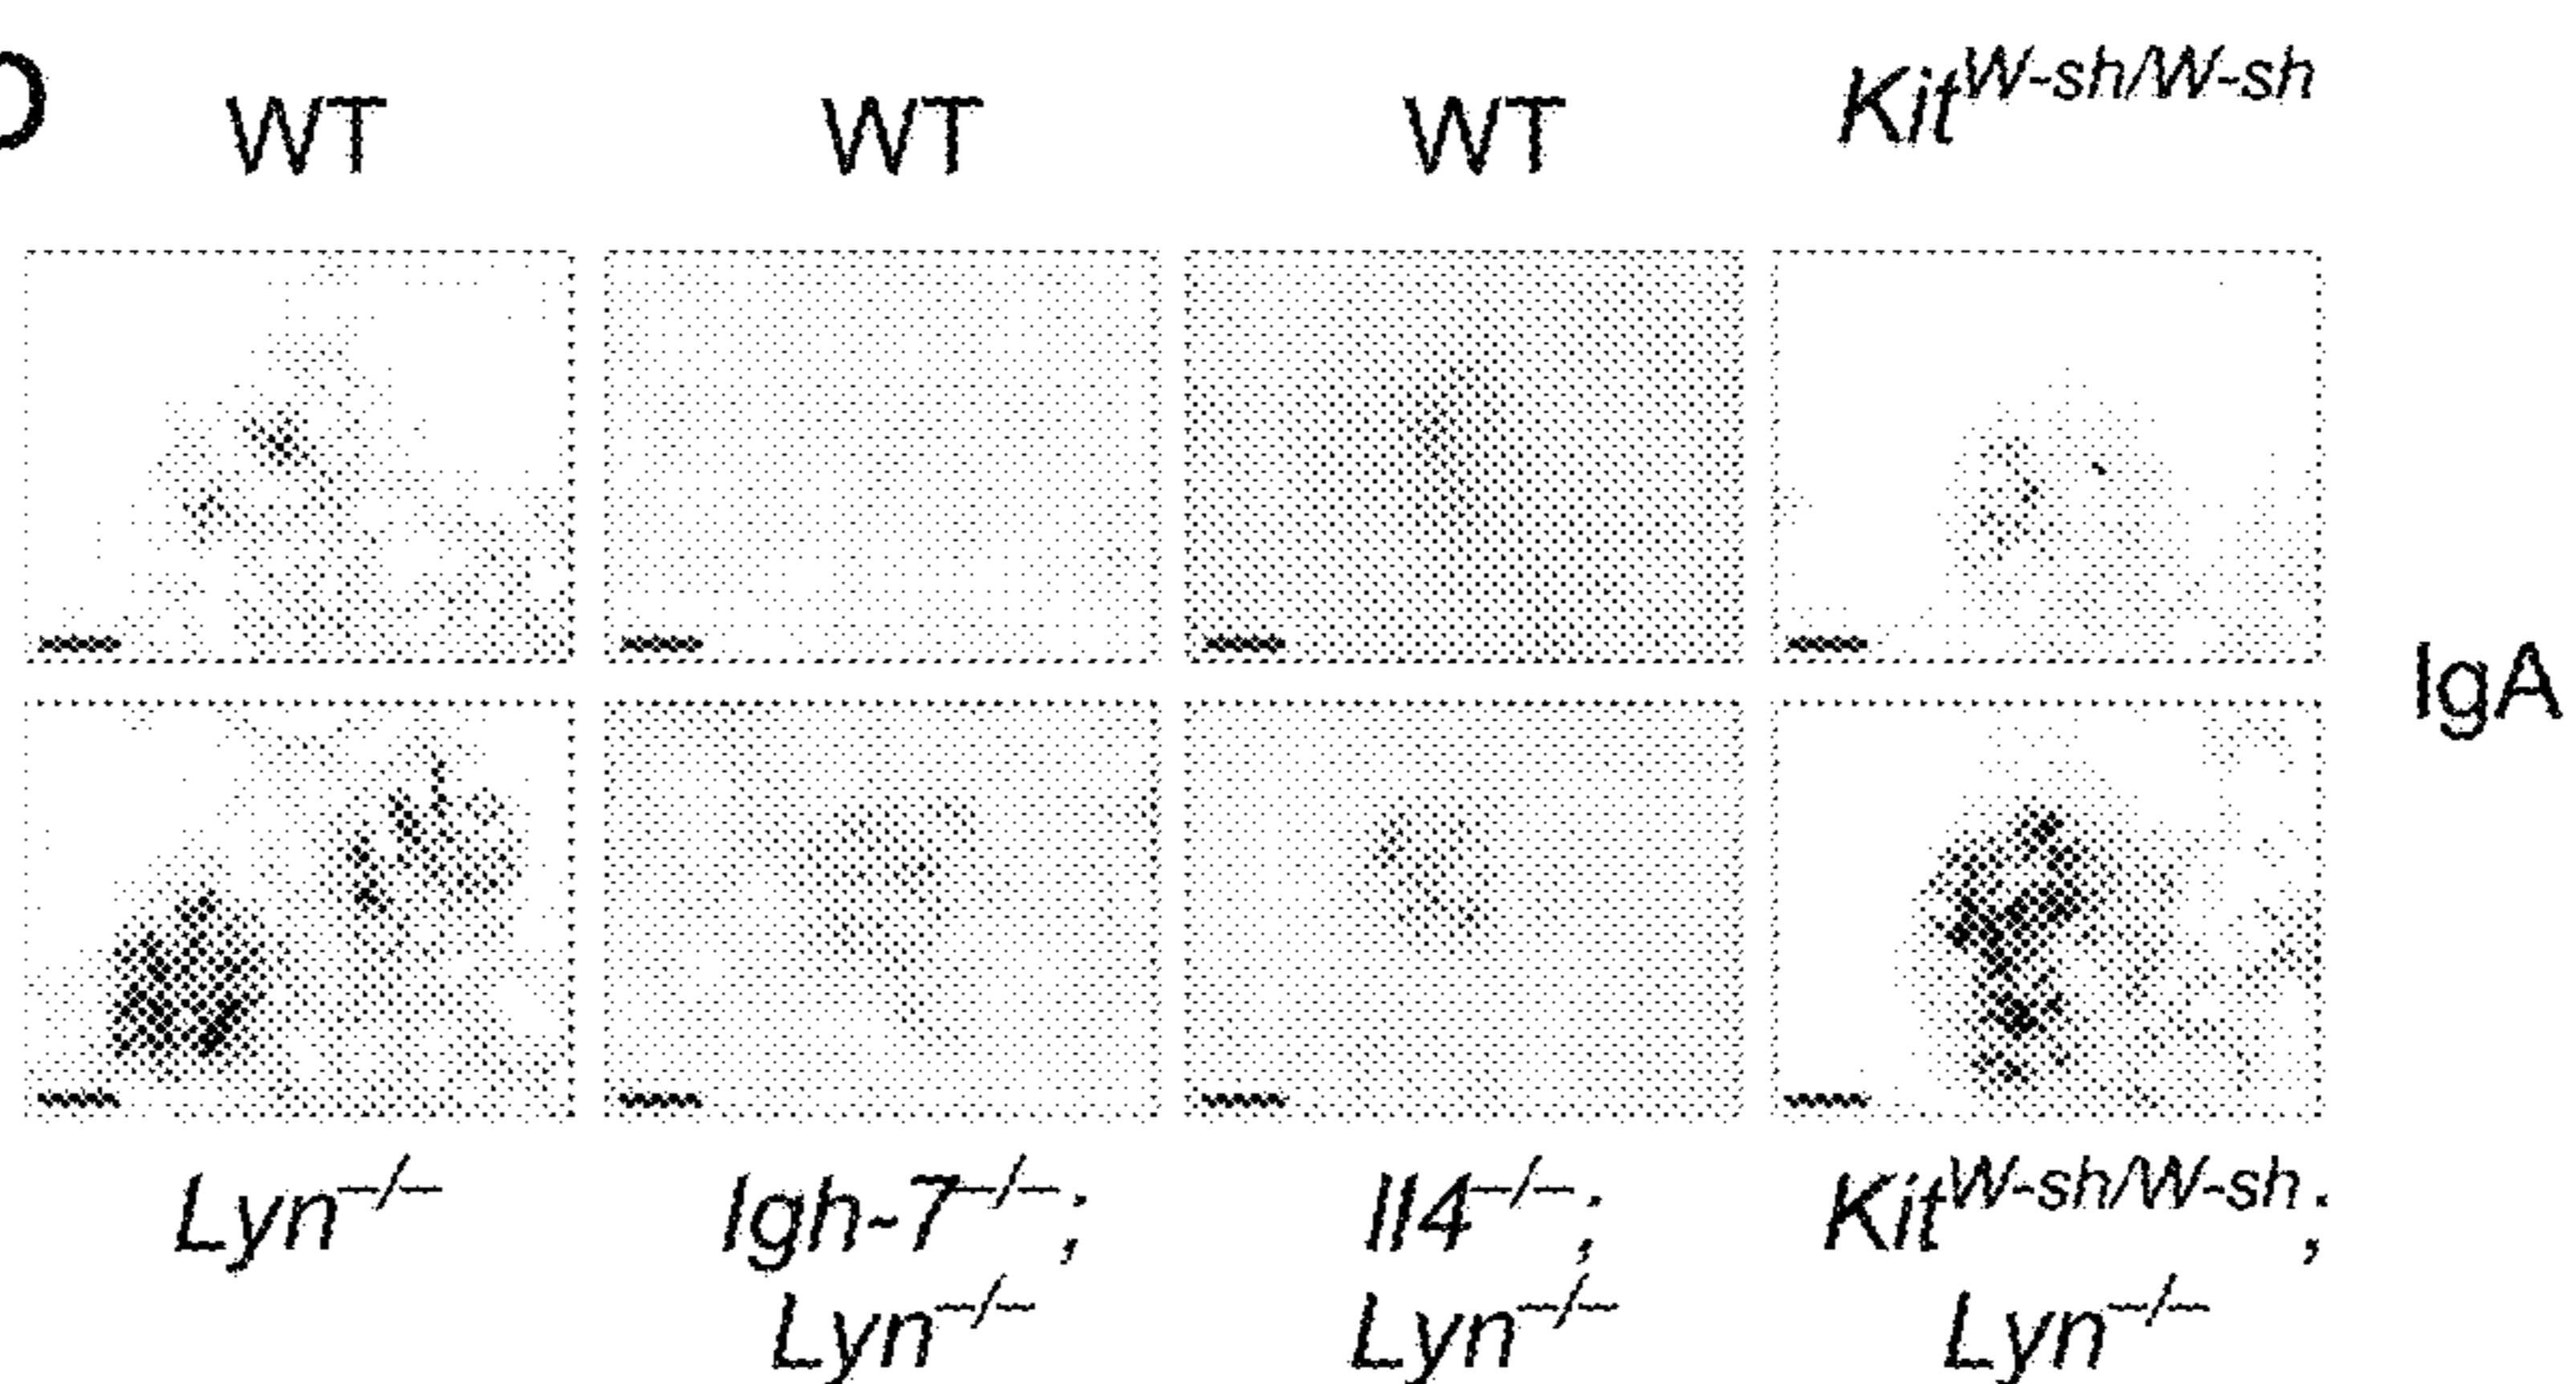 D
WT WT WT Kit^W-sh/W-sh
IgA
Lyn^–/– Igh-7^–/–; Il4^–/–; Kit^W-sh/W-sh;
Lyn^–/– Lyn^–/– Lyn^–/–